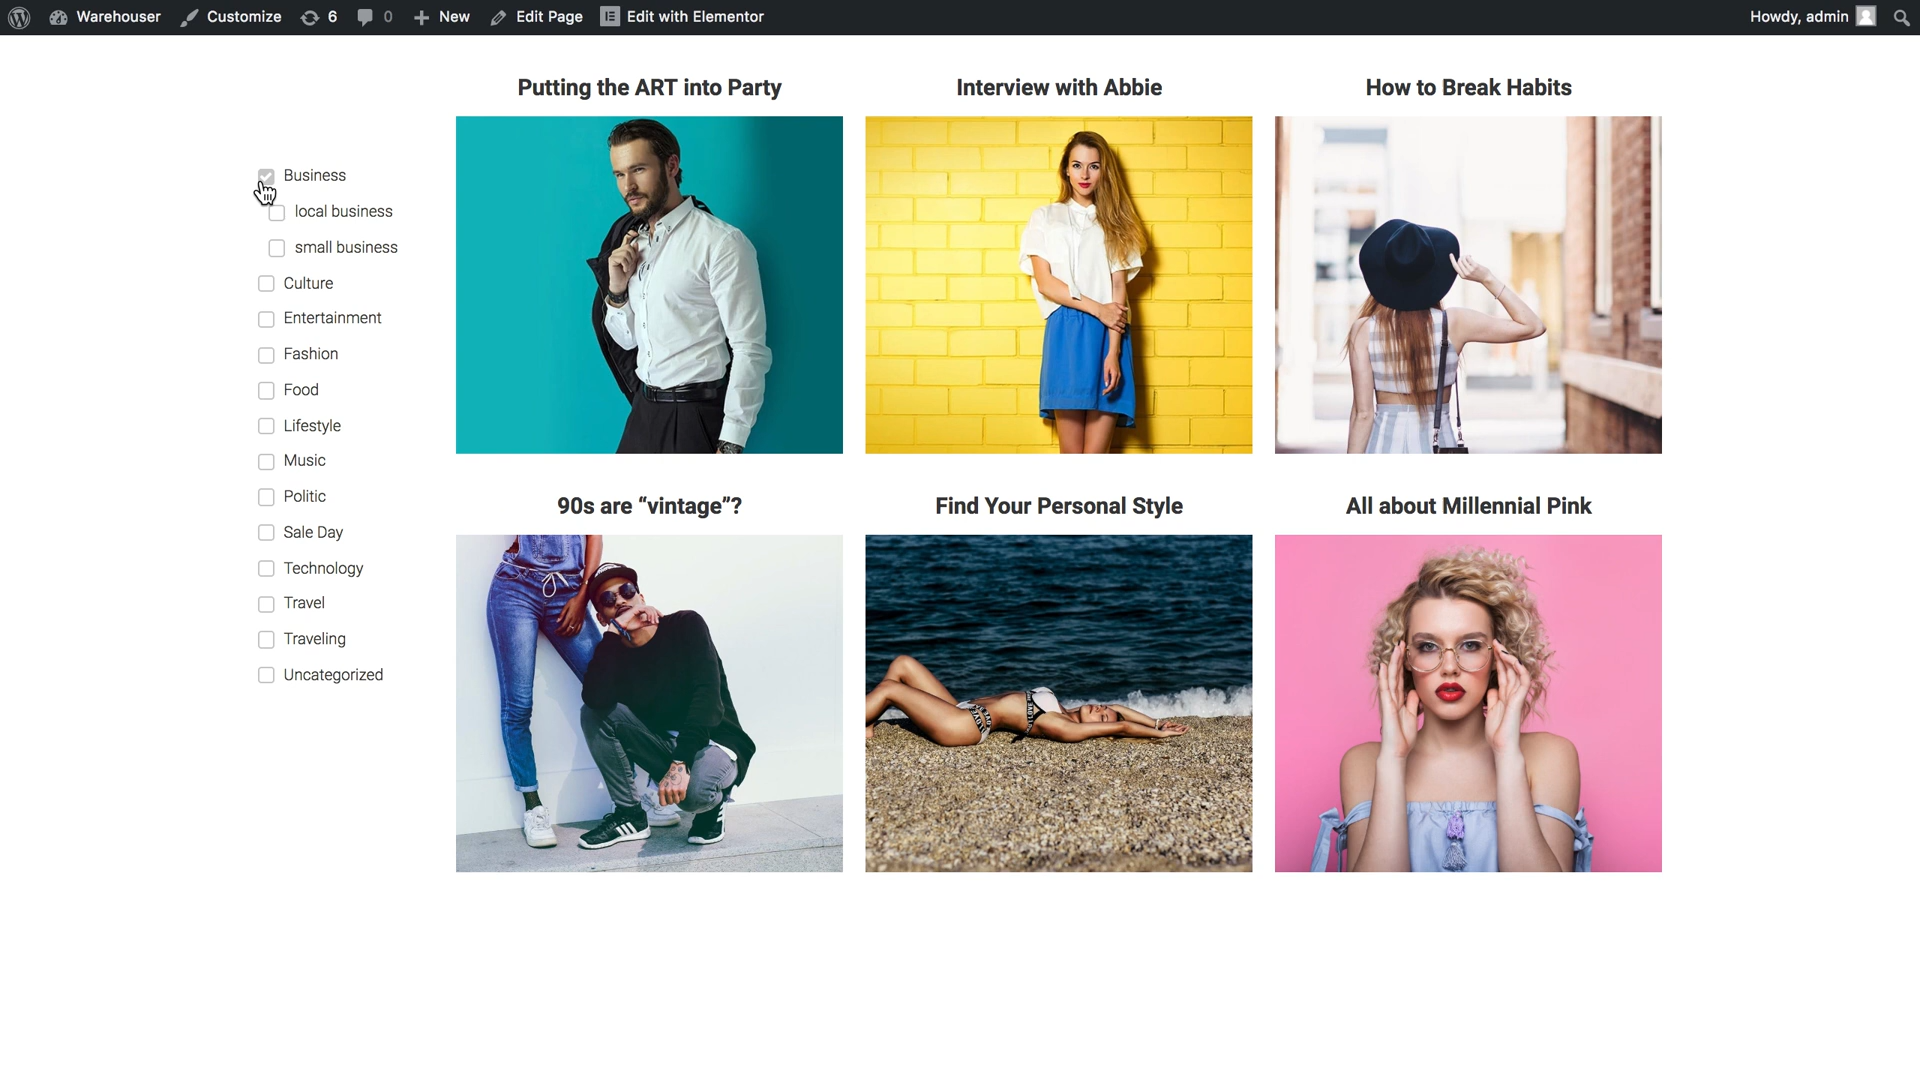 Warehouser Customize 6 0 New Edit Page Edit with Elementor Howdy, admin
Putting the ART into Party
Interview with Abbie
How to Break Habits
Business
local business
small business
Culture
Entertainment
Fashion
Food
Lifestyle
Music
Politic
Sale Day
Technology
Travel
Traveling
Uncategorized
90s are “vintage”?
Find Your Personal Style
All about Millennial Pink